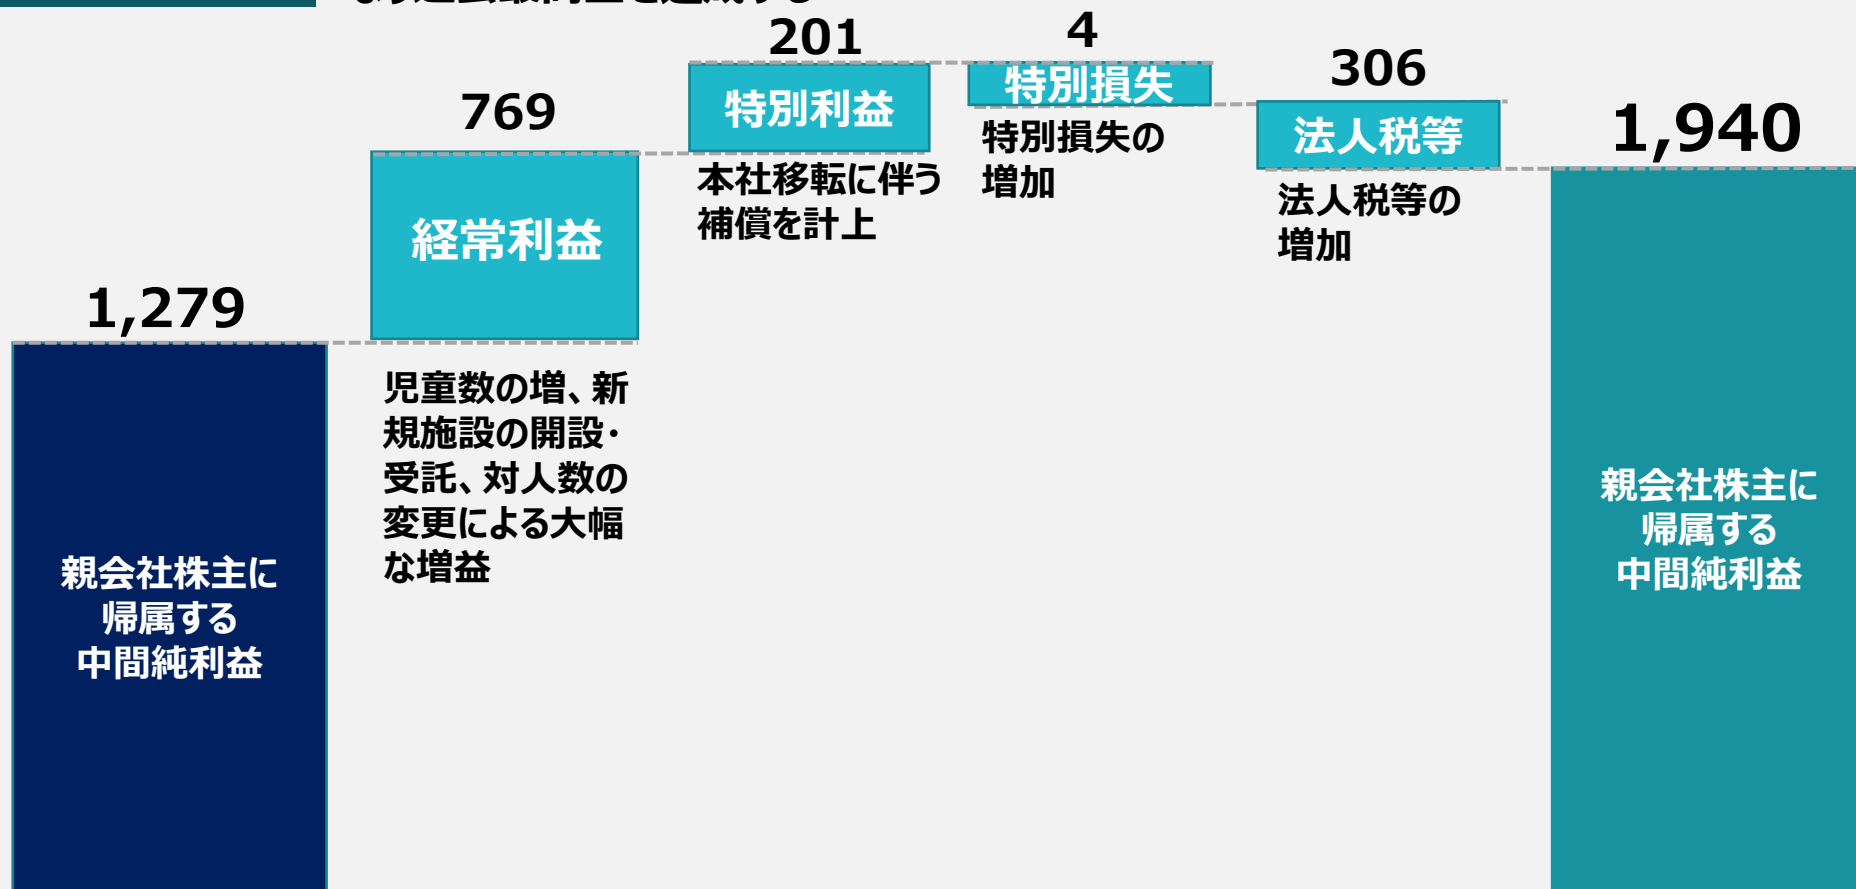 201
4
306
769
1,940
1,279
特別利益
特別損失
法人税等
経常利益
本社移転に伴う
補償を計上
特別損失の
増加
法人税等の
増加
児童数の増、新
規施設の開設・
受託、対人数の
変更による大幅
な増益
親会社株主に
帰属する
中間純利益
親会社株主に
帰属する
中間純利益